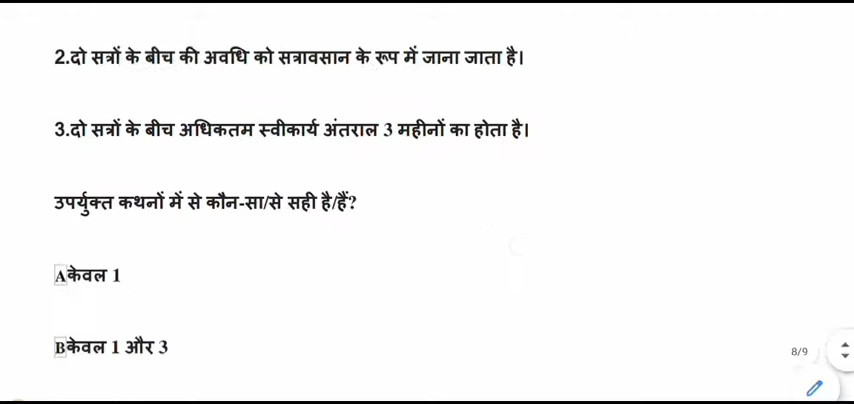 2.दो सत्रों के बीच की अवधि को सत्रावसान के रूप में जाना जाता है।
3.दो सत्रों के बीच अधिकतम स्वीकार्य अंतराल 3 महीनों का होता है।
उपर्युक्त कथनों में से कौन-सा/से सही है/हैं?
Aकेवल 1
Bकेवल 1 और 3
8/9